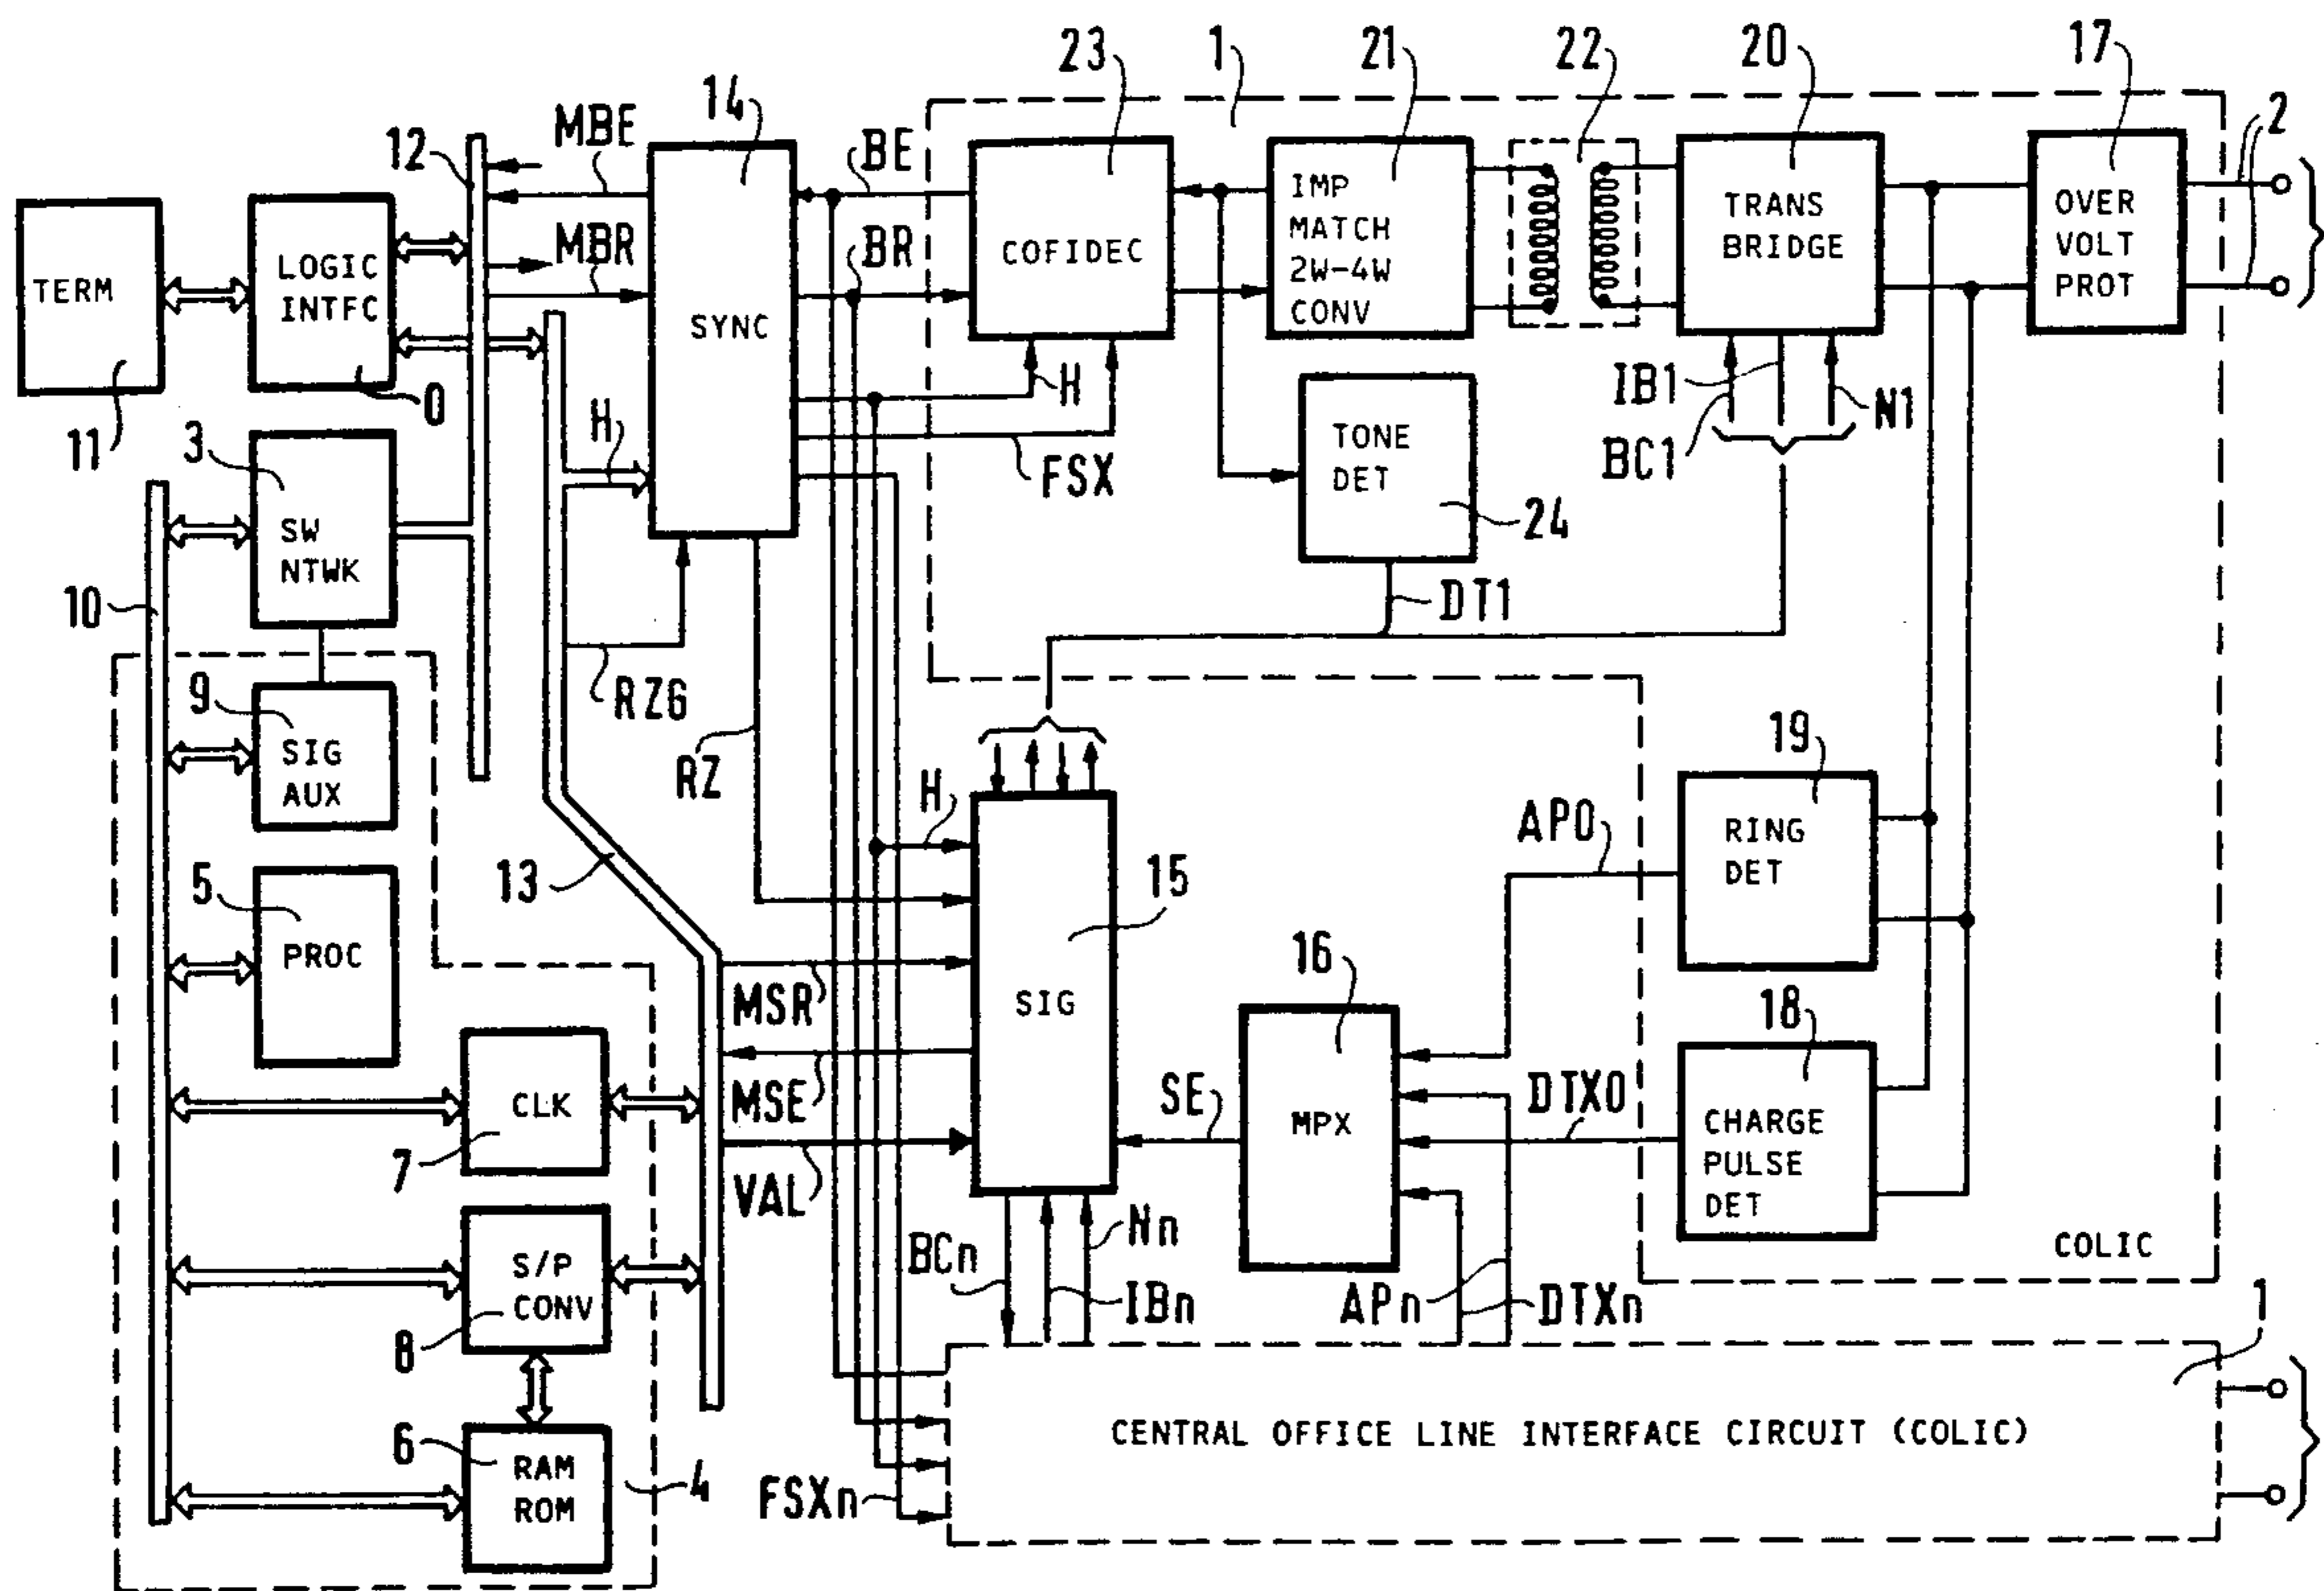 23
1
21
22
20
17
14
MBE
BE
12
2
IMP
MATCH
2W-4W
CONV
TRANS
BRIDGE
OVER
VOLT
PROT
TERM
LOGIC
INTFC
MBR
BR
COFIDEC
SYNC
11
0
H
H
IB1
N1
BC1
TONE
DET
FSX
24
3
SW
NTWK
10
DT1
RZG
9
SIG
AUX
RZ
19
H
AP0
RING
DET
13
15
5
PROC
16
18
MSR
SIG
CLK
7
MSE
SE
MPX
DTX0
CHARGE
PULSE
DET
VAL
Nn
BCn
COLIC
S/P
CONV
8
IBn
APn
DTXn
1
6
RAM
ROM
4
CENTRAL OFFICE LINE INTERFACE CIRCUIT (COLIC)
FSXn